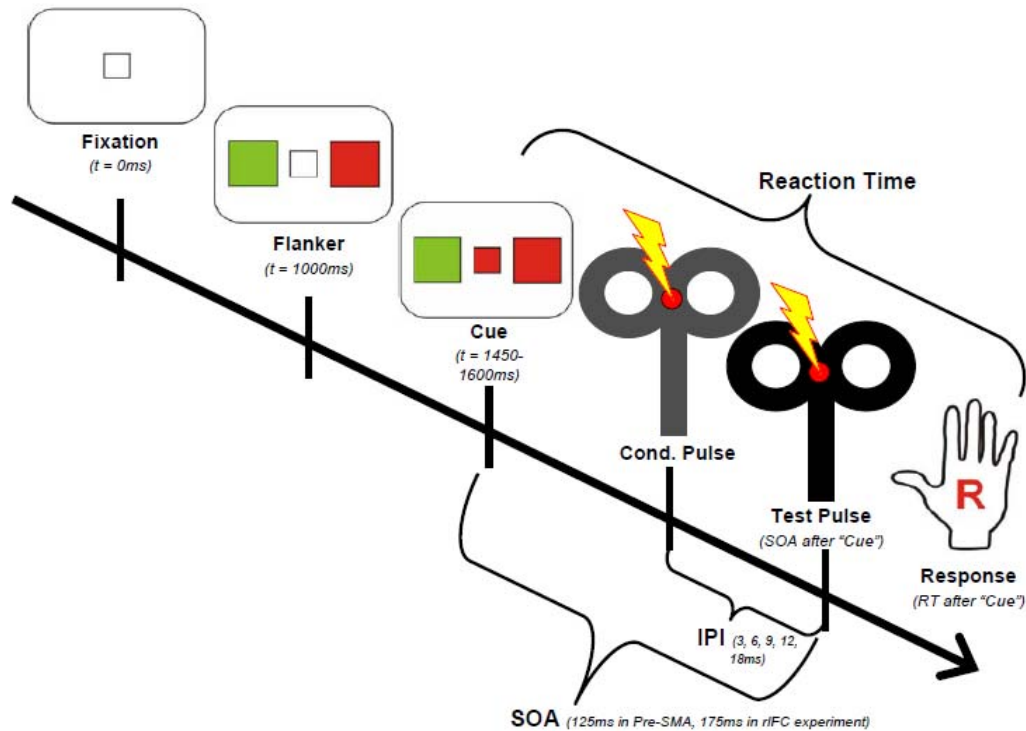 Fixation
(t = 0ms)
Flanker
(t = 1000ms)
Cue
(t = 1450-
1600ms)
Reaction Time
Cond. Pulse
Test Pulse
(SOA after “Cue”)
R
Response
(RT after “Cue”)
IPI (3, 6, 9, 12,
18ms)
SOA (125ms in Pre-SMA, 175ms in rIFC experiment)